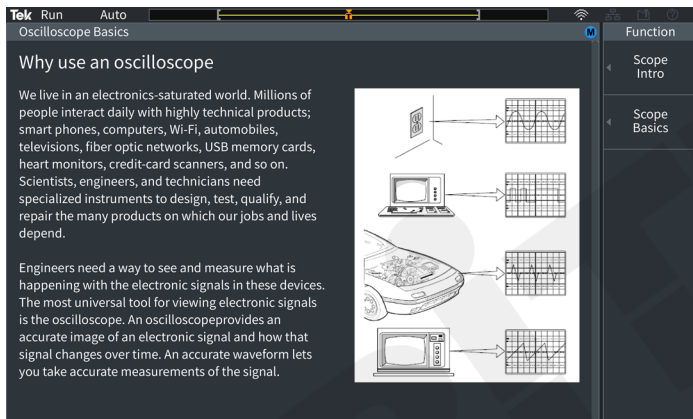 Tek Run Auto
Oscilloscope Basics
M
Function
Why use an oscilloscope
Scope
Intro
Scope
Basics
We live in an electronics-saturated world. Millions of
people interact daily with highly technical products;
smart phones, computers, Wi-Fi, automobiles,
televisions, fiber optic networks, USB memory cards,
heart monitors, credit-card scanners, and so on.
Scientists, engineers, and technicians need
specialized instruments to design, test, qualify, and
repair the many products on which our jobs and lives
depend.
Engineers need a way to see and measure what is
happening with the electronic signals in these devices.
The most universal tool for viewing electronic signals
is the oscilloscope. An oscilloscopeprovides an
accurate image of an electronic signal and how that
signal changes over time. An accurate waveform lets
you take accurate measurements of the signal.